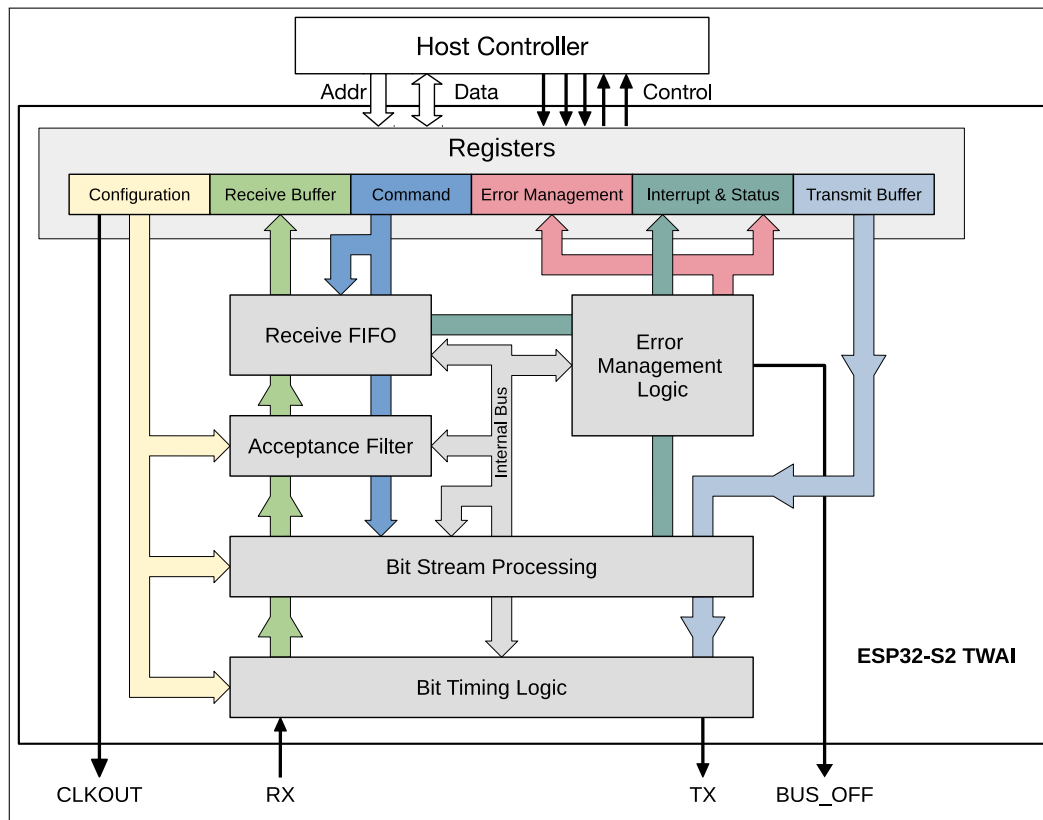 Host Controller
Addr
Data
Control
Registers
Configuration
Receive Buffer
Command
Error Management
Interrupt & Status
Transmit Buffer
Receive FIFO
Error
Management
Logic
Internal Bus
Acceptance Filter
Bit Stream Processing
ESP32-S2 TWAI
Bit Timing Logic
CLKOUT
RX
TX
BUS_OFF